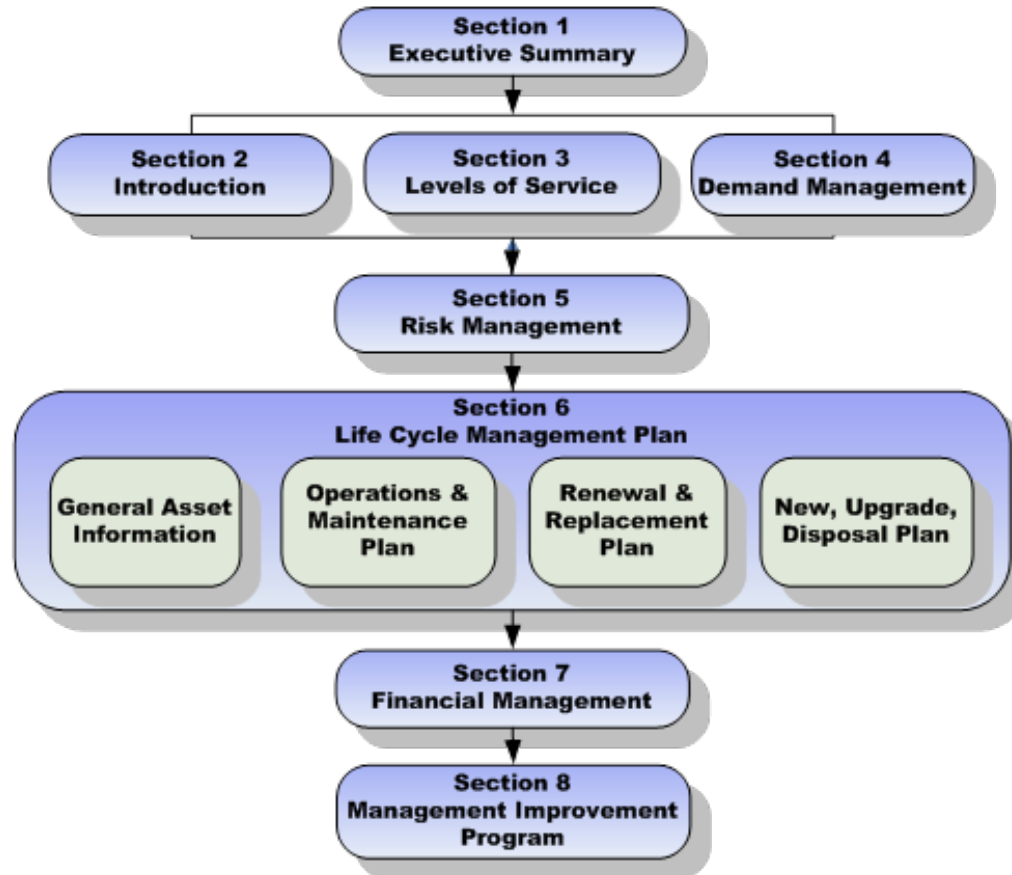 Section 1
Executive Summary
Section 2
Introduction
Section 3
Levels of Service
Section 4
Demand Management
Section 5
Risk Management
Section 6
Life Cycle Management Plan
General Asset
Information
Operations &
Maintenance
Plan
Renewal &
Replacement
Plan
New, Upgrade,
Disposal Plan
Section 7
Financial Management
Section 8
Management Improvement
Program